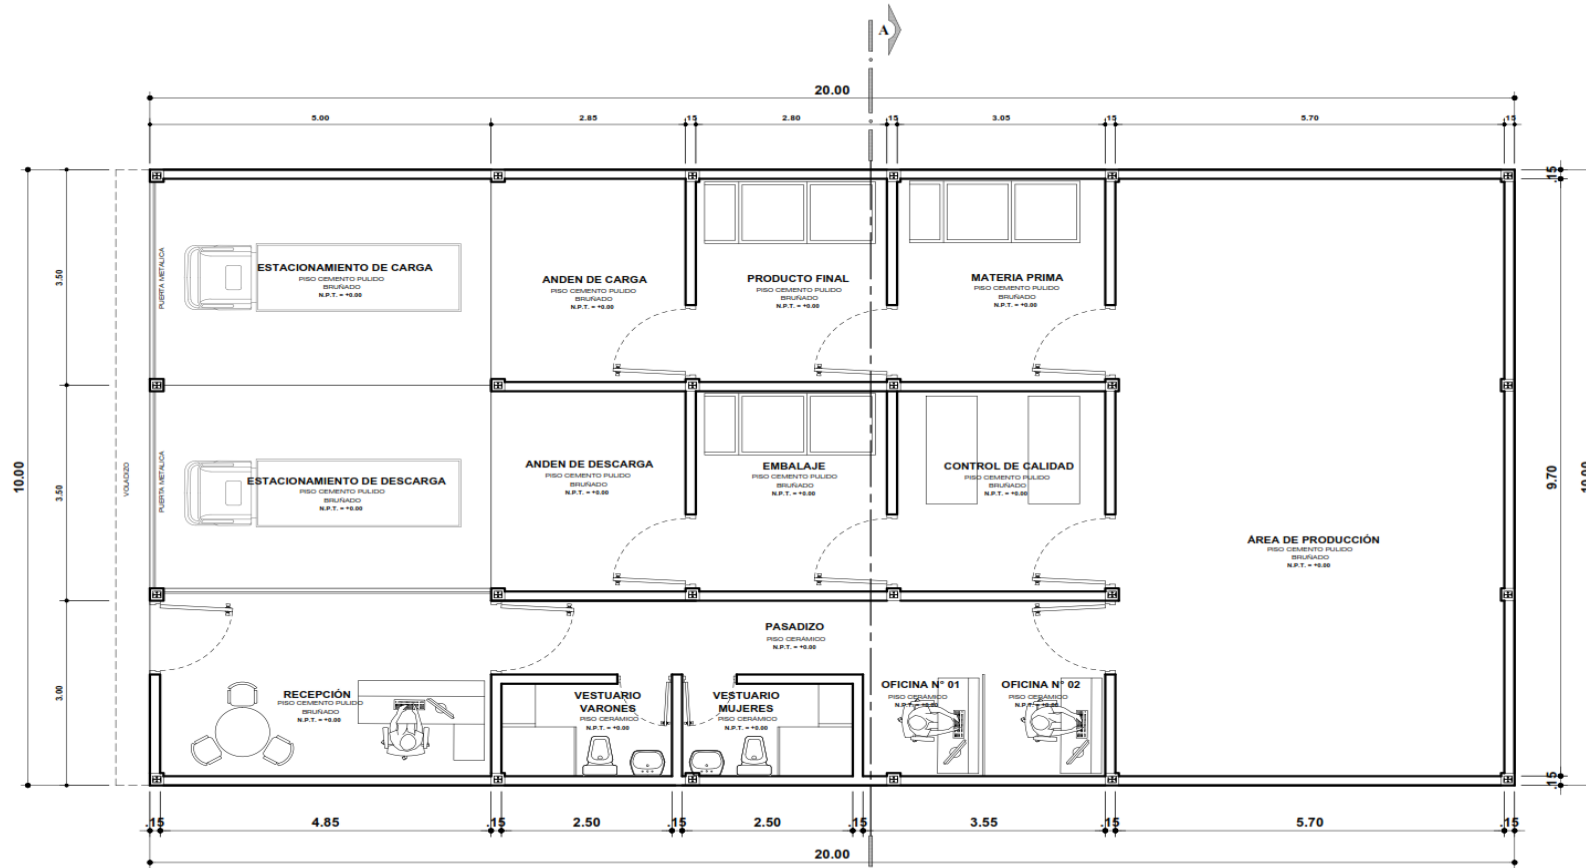 A
20.00
5.00 2.85 .15 2.80 .15 3.05 .15 5.70 .15
10.00
3.50
3.50
3.00
VOLADIZO
PUERTA METALICA
PUERTA METALICA
ESTACIONAMIENTO DE CARGA
PISO CEMENTO PULIDO
BRUÑADO
N.P.T. = +0.00
ANDEN DE CARGA
PISO CEMENTO PULIDO
BRUÑADO
N.P.T. = +0.00
PRODUCTO FINAL
PISO CEMENTO PULIDO
BRUÑADO
N.P.T. = +0.00
MATERIA PRIMA
PISO CEMENTO PULIDO
BRUÑADO
N.P.T. = +0.00
ESTACIONAMIENTO DE DESCARGA
PISO CEMENTO PULIDO
BRUÑADO
N.P.T. = +0.00
ANDEN DE DESCARGA
PISO CEMENTO PULIDO
BRUÑADO
N.P.T. = +0.00
EMBALAJE
PISO CEMENTO PULIDO
BRUÑADO
N.P.T. = +0.00
CONTROL DE CALIDAD
PISO CEMENTO PULIDO
BRUÑADO
N.P.T. = +0.00
ÁREA DE PRODUCCIÓN
PISO CEMENTO PULIDO
BRUÑADO
N.P.T. = +0.00
PASADIZO
PISO CERÁMICO
N.P.T. = +0.00
RECEPCIÓN
PISO CEMENTO PULIDO
BRUÑADO
N.P.T. = +0.00
VESTUARIO
VARONES
PISO CERÁMICO
N.P.T. = +0.00
VESTUARIO
MUJERES
PISO CERÁMICO
N.P.T. = +0.00
OFICINA N° 01
PISO CERÁMICO
N.P.T. = +0.00
OFICINA N° 02
PISO CERÁMICO
N.P.T. = +0.00
.15
9.70
.15
10.00
.15 4.85 .15 2.50 .15 2.50 .15 3.55 .15 5.70 .15
20.00